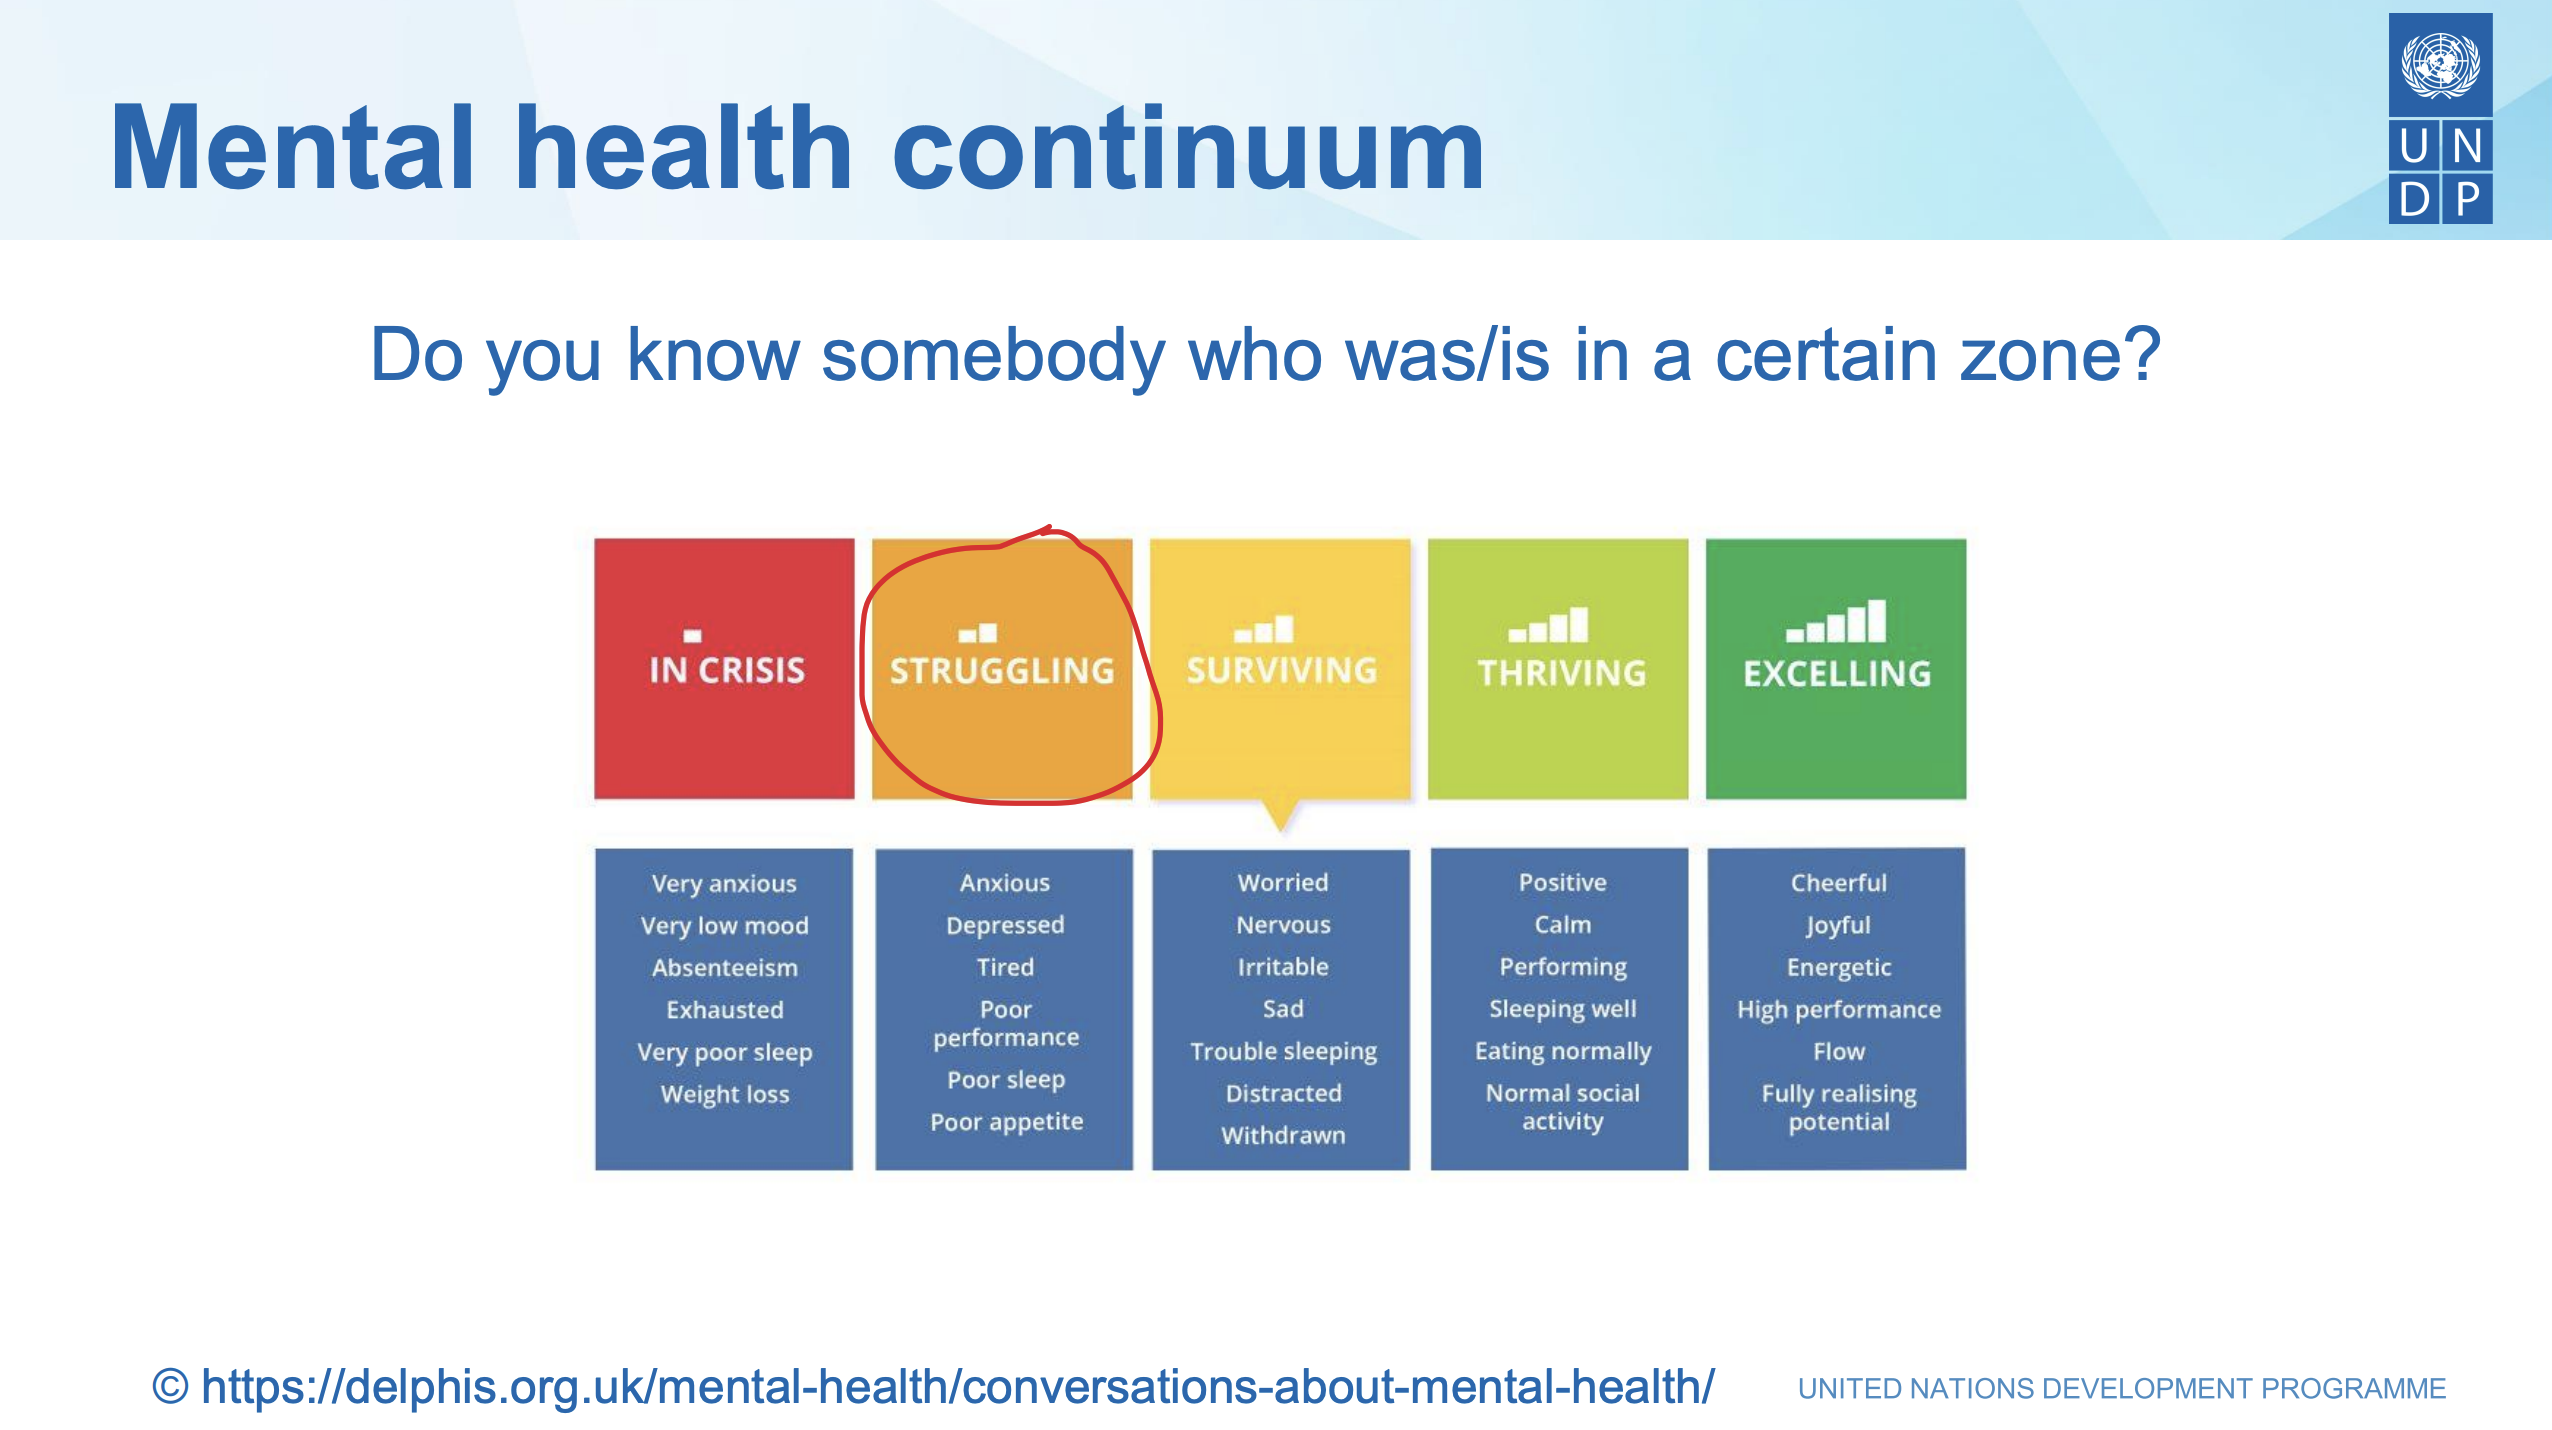 Mental health continuum
UN
DP
Do you know somebody who was/is in a certain zone?
IN CRISIS
STRUGGLING
SURVIVING
THRIVING
EXCELLING
Very anxious
Very low mood
Absenteeism
Exhausted
Very poor sleep
Weight loss
Anxious
Depressed
Tired
Poor
performance
Poor sleep
Poor appetite
Worried
Nervous
Irritable
Sad
Trouble sleeping
Distracted
Withdrawn
Positive
Calm
Performing
Sleeping well
Eating normally
Normal social
activity
Cheerful
Joyful
Energetic
High performance
Flow
Fully realising
potential
© https://delphis.org.uk/mental-health/conversations-about-mental-health/
UNITED NATIONS DEVELOPMENT PROGRAMME